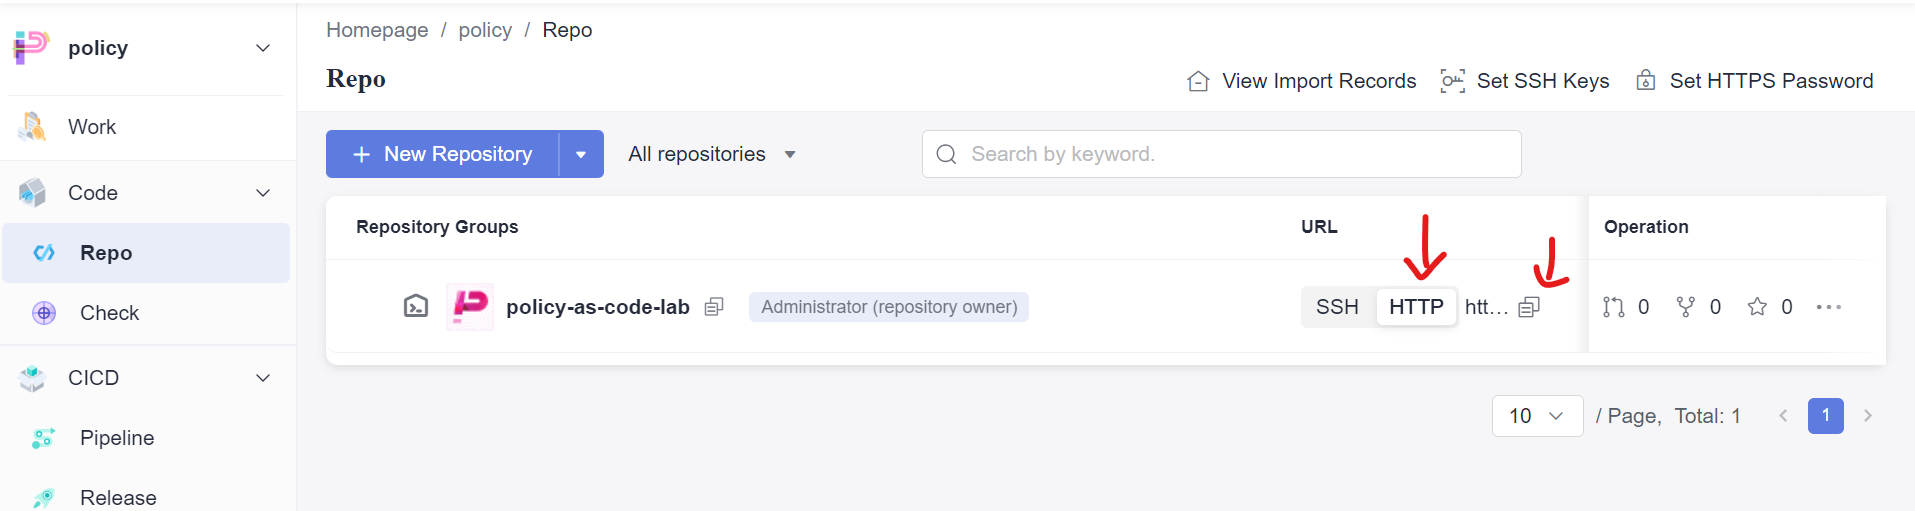 policy
Work
Code
Repo
Check
CICD
Pipeline
Release
Homepage / policy / Repo
Repo
View Import Records
Set SSH Keys
Set HTTPS Password
New Repository
All repositories
Search by keyword.
Repository Groups
URL
Operation
policy-as-code-lab
Administrator (repository owner)
SSH
HTTP
htt...
0
0
0
10
/ Page, Total: 1
1